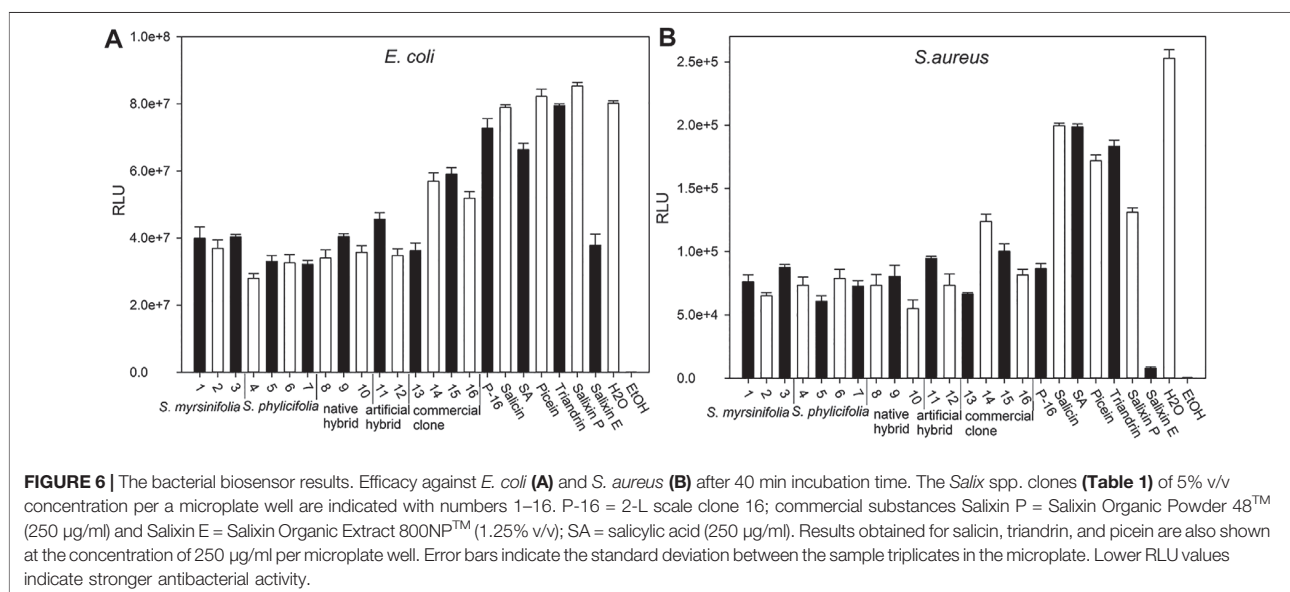 A
E. coli
1.0e+8
8.0e+7
6.0e+7
4.0e+7
2.0e+7
0.0
RLU
1 2 3 4 5 6 7 8 9 10 11 12 13 14 15 16 P-16 Salicin SA Picein Triandrin Salixin P Salixin E H2O EtOH
S. myrsinifolia S. phylicifolia native hybrid artificial hybrid commercial clone
B
S.aureus
2.5e+5
2.0e+5
1.5e+5
1.0e+5
5.0e+4
0.0
RLU
1 2 3 4 5 6 7 8 9 10 11 12 13 14 15 16 P-16 Salicin SA Picein Triandrin Salixin P Salixin E H2O EtOH
S. myrsinifolia S. phylicifolia native hybrid artificial hybrid commercial clone
FIGURE 6 | The bacterial biosensor results. Efficacy against E. coli (A) and S. aureus (B) after 40 min incubation time. The Salix spp. clones (Table 1) of 5% v/v
concentration per a microplate well are indicated with numbers 1–16. P-16 = 2-L scale clone 16; commercial substances Salixin P = Salixin Organic Powder 48™
(250 µg/ml) and Salixin E = Salixin Organic Extract 800NP™ (1.25% v/v); SA = salicylic acid (250 µg/ml). Results obtained for salicin, triandrin, and picein are also shown
at the concentration of 250 µg/ml per microplate well. Error bars indicate the standard deviation between the sample triplicates in the microplate. Lower RLU values
indicate stronger antibacterial activity.